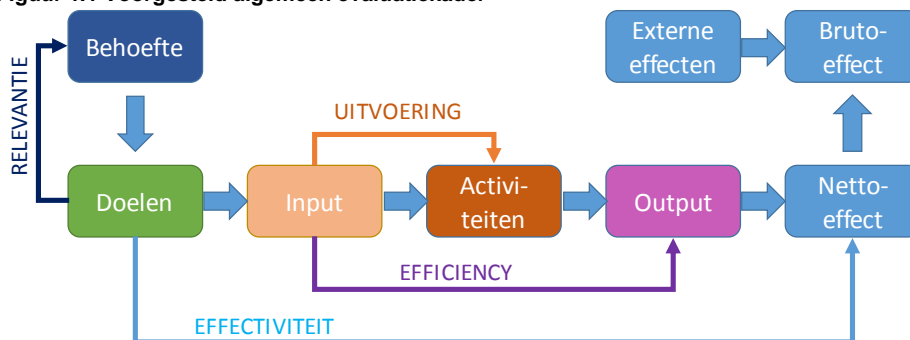 Behoefte
Externe
effecten
Bruto-
effect
RELEVANTIE
UITVOERING
Doelen
Input
Activi-
teiten
Output
Netto-
effect
EFFICIENCY
EFFECTIVITEIT